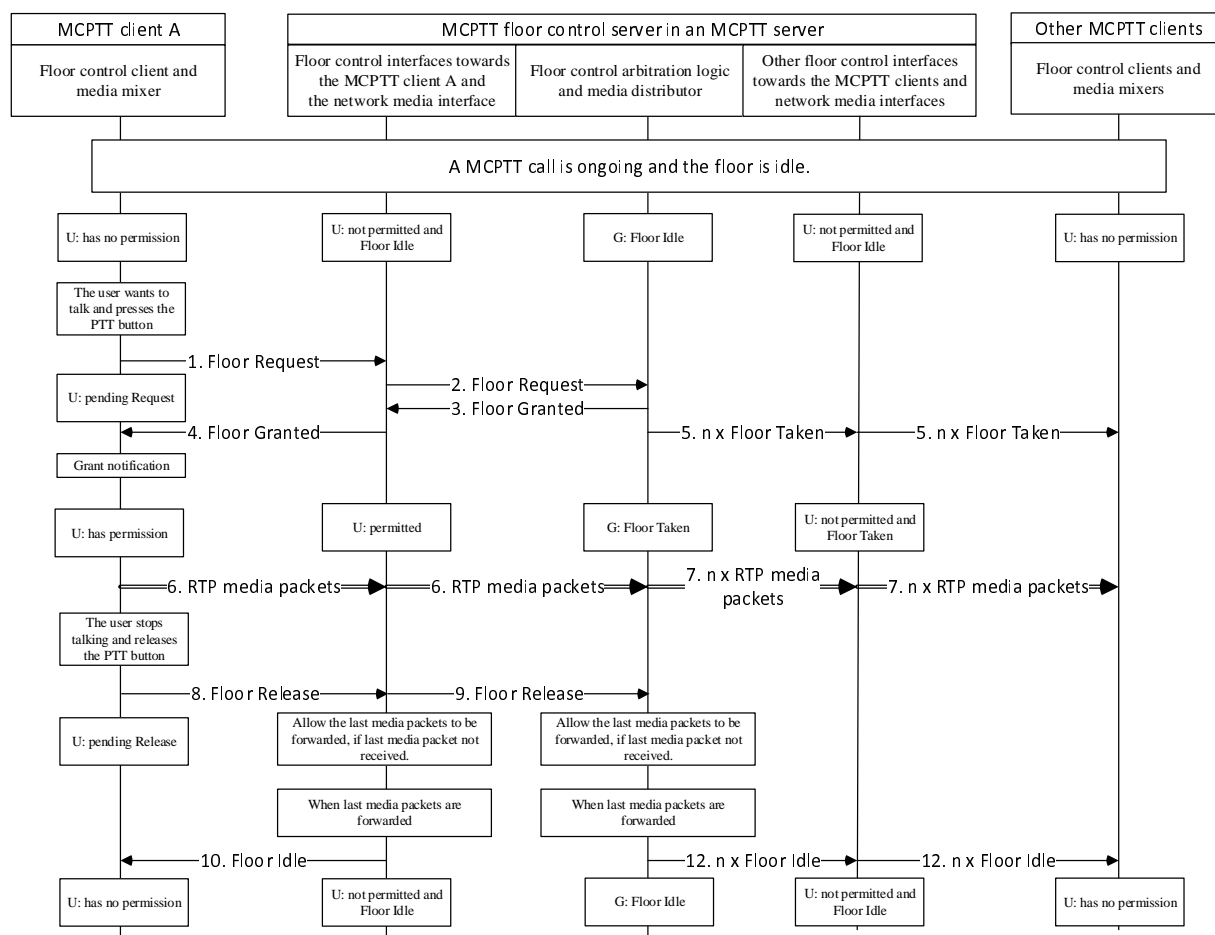 MCPTT client A
MCPTT floor control server in an MCPTT server
Other MCPTT clients
Floor control client and
media mixer
Floor control interfaces towards
the MCPTT client A and
the network media interface
Floor control arbitration logic
and media distributor
Other floor control interfaces
towards the MCPTT clients and
network media interfaces
Floor control clients and
media mixers
A MCPTT call is ongoing and the floor is idle.
U: has no permission
U: not permitted and
Floor Idle
G: Floor Idle
U: not permitted and
Floor Idle
U: has no permission
The user wants to
talk and presses the
PTT button
1. Floor Request
2. Floor Request
U: pending Request
3. Floor Granted
4. Floor Granted
5. n x Floor Taken
5. n x Floor Taken
Grant notification
U: has permission
U: permitted
G: Floor Taken
U: not permitted and
Floor Taken
6. RTP media packets
6. RTP media packets
7. n x RTP media
packets
7. n x RTP media packets
The user stops
talking and releases
the PTT button
8. Floor Release
9. Floor Release
U: pending Release
Allow the last media packets to be
forwarded, if last media packet not
received.
Allow the last media packets to be
forwarded, if last media packet not
received.
When last media packets are
forwarded
When last media packets are
forwarded
10. Floor Idle
12. n x Floor Idle
12. n x Floor Idle
U: has no permission
U: not permitted and
Floor Idle
G: Floor Idle
U: not permitted and
Floor Idle
U: has no permission